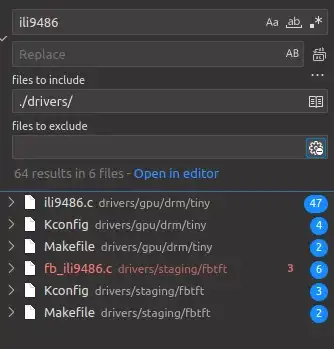 ili9486 Aa ab .*
Replace AB
...
files to include
./drivers/
files to exclude
64 results in 6 files - Open in editor
ili9486.c drivers/gpu/drm/tiny 47
Kconfig drivers/gpu/drm/tiny 4
Makefile drivers/gpu/drm/tiny 2
fb_ili9486.c drivers/staging/fbtft 3 6
Kconfig drivers/staging/fbtft 3
Makefile drivers/staging/fbtft 2